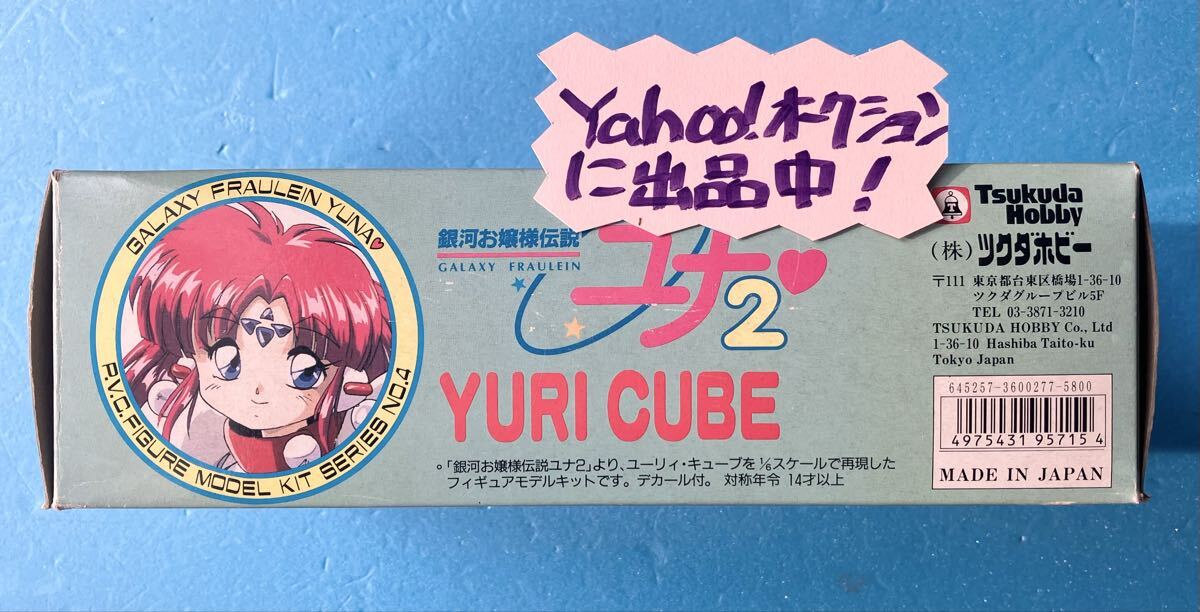 Yahoo!オークション
に出品中!
GALAXY FRAULEIN YUNA
P.V.C.FIGURE MODEL KIT SERIES NO.4
銀河お嬢様伝説
GALAXY FRAULEIN
ユナ2
YURI CUBE
。「銀河お嬢様伝説ユナ2」より、ユーリィ・キューブを1/6スケールで再現した
フィギュアモデルキットです。デカール付。 対称年令 14才以上
Tsukuda
Hobby
(株)ツクダホビー
〒111 東京都台東区橋場1-36-10
ツクダグループビル5F
TEL 03-3871-3210
TSUKUDA HOBBY Co., Ltd
1-36-10 Hashiba Taito-ku
Tokyo Japan
645257-3600277-5800
4975431957154
MADE IN JAPAN